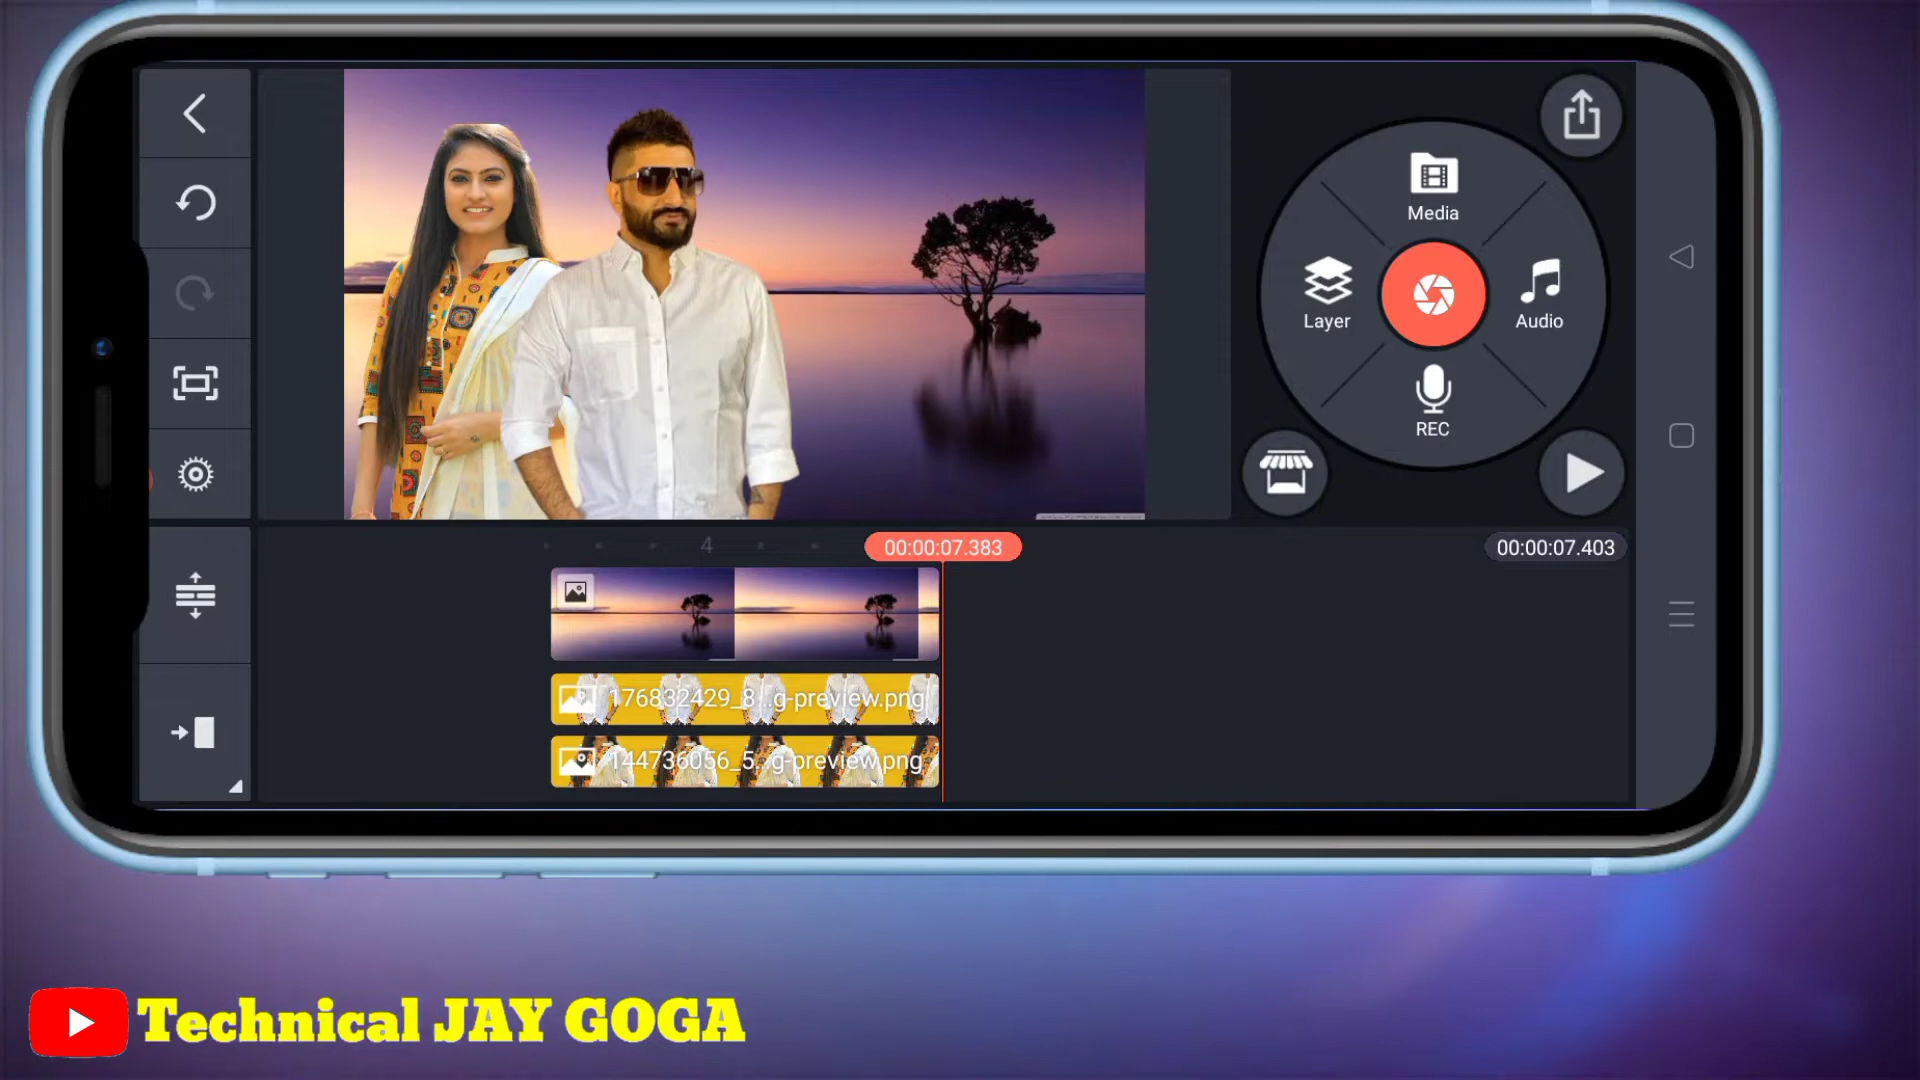 Media
Layer
Audio
REC
4
00:00:07.383
00:00:07.403
176832429_8...g-preview.png
144736056_5...g-preview.png
Technical JAY GOGA